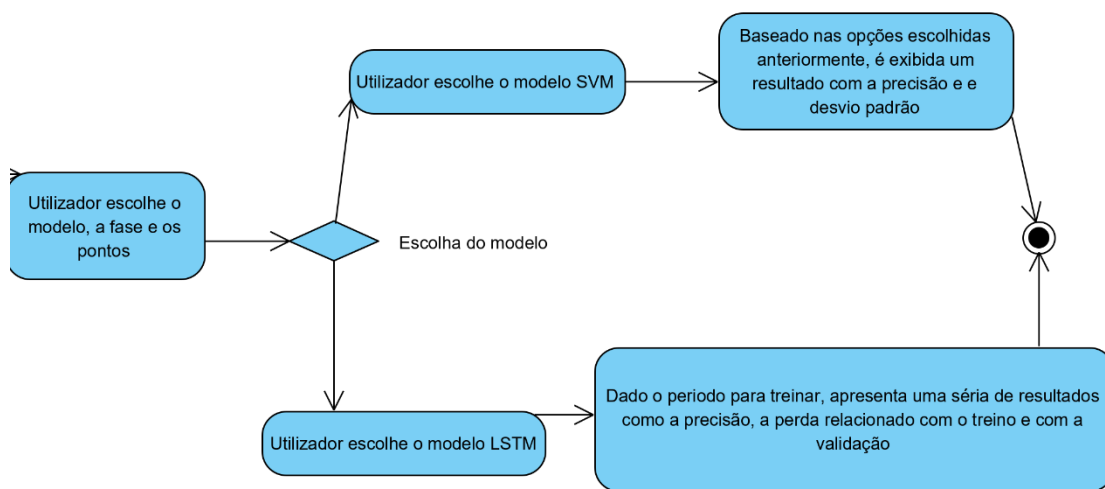 Baseado nas opções escolhidas
anteriormente, é exibida um
resultado com a precisão e e
desvio padrão
Utilizador escolhe o modelo SVM
Utilizador escolhe o
modelo, a fase e os
pontos
Escolha do modelo
Dado o periodo para treinar, apresenta uma séria de resultados
como a precisão, a perda relacionado com o treino e com a
validação
Utilizador escolhe o modelo LSTM